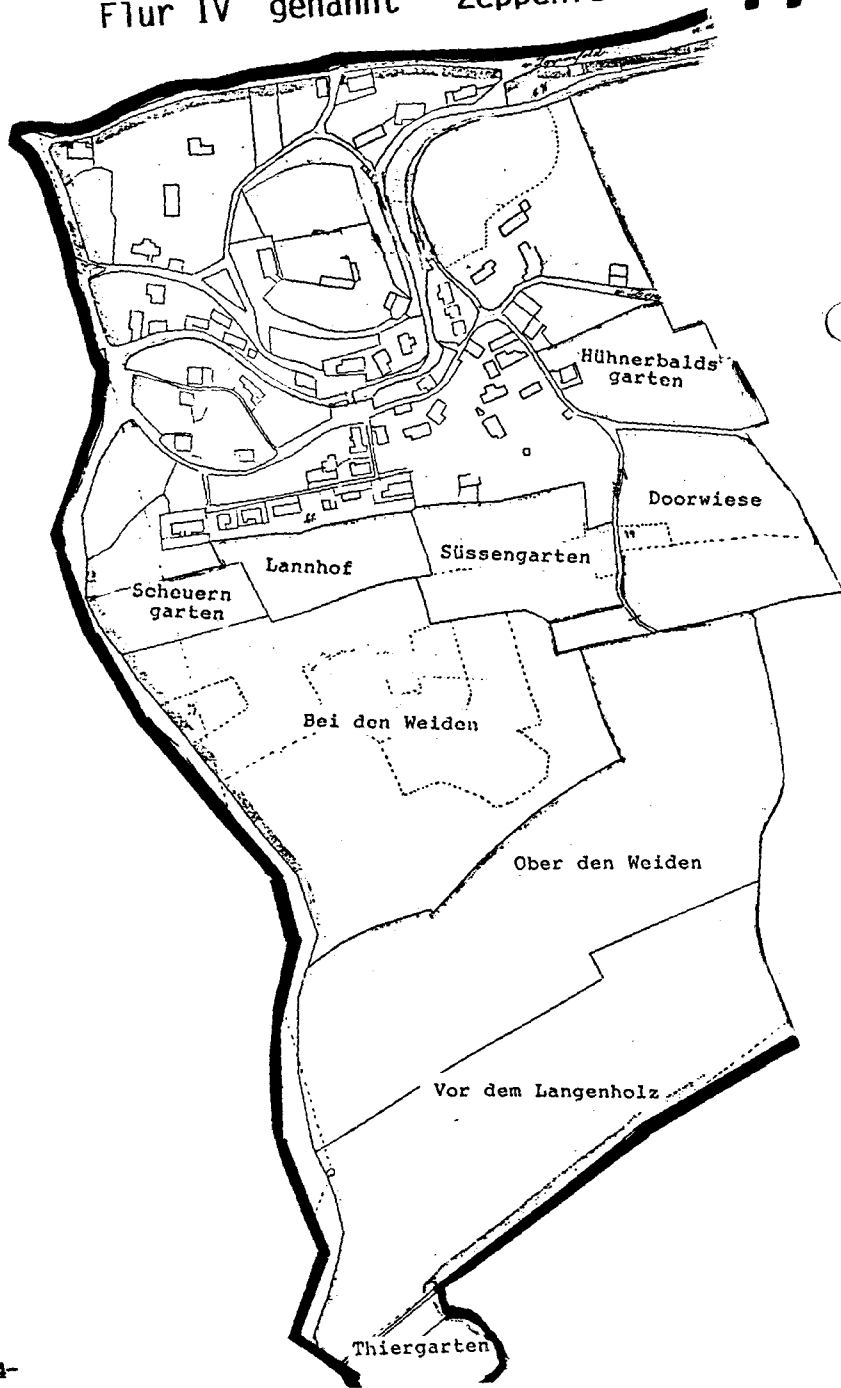 Flur IV genannt
Hühnerbalds
garten
Doorwiese
Süssengarten
Lannhof
Scheuern
garten
Bei den Weiden
Ober den Weiden
Vor dem Langenholz
Thiergarten